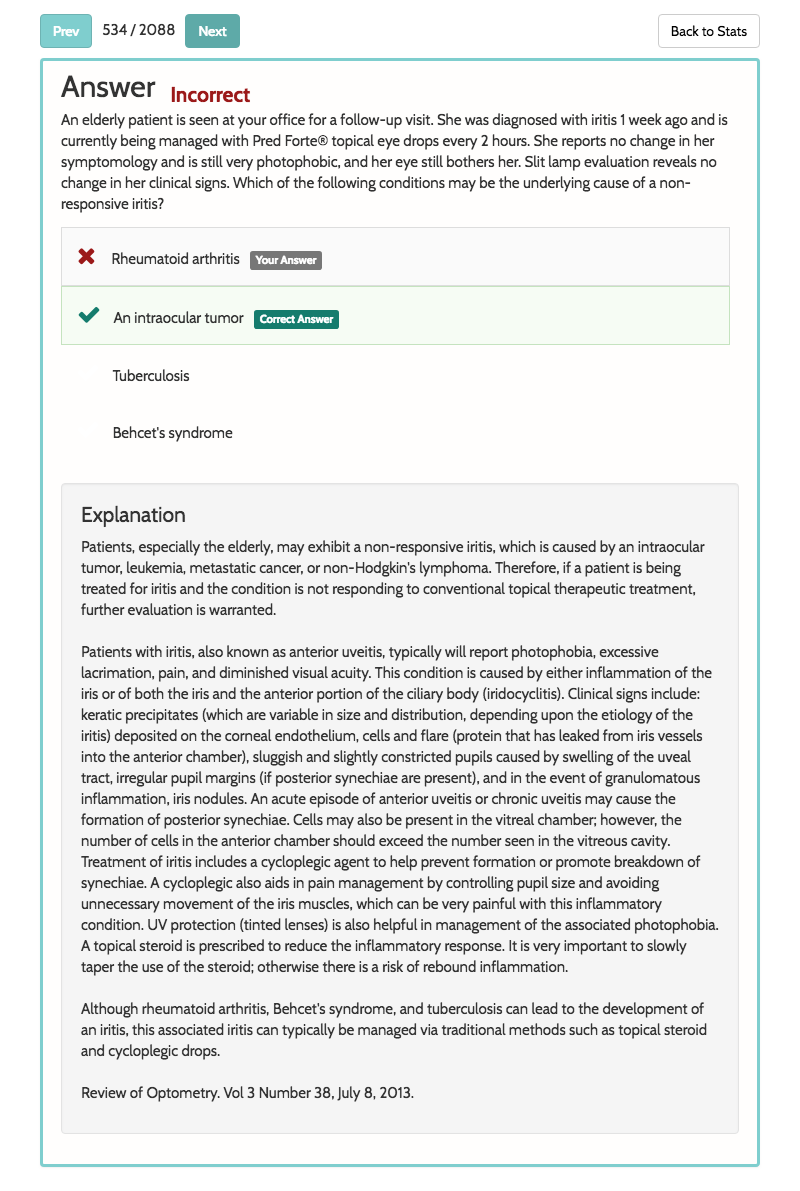 Prev 534 / 2088 Next Back to Stats
Answer Incorrect
An elderly patient is seen at your office for a follow-up visit. She was diagnosed with iritis 1 week ago and is
currently being managed with Pred Forte® topical eye drops every 2 hours. She reports no change in her
symptomology and is still very photophobic, and her eye still bothers her. Slit lamp evaluation reveals no
change in her clinical signs. Which of the following conditions may be the underlying cause of a non-
responsive iritis?
Rheumatoid arthritis Your Answer
An intraocular tumor Correct Answer
Tuberculosis
Behcet's syndrome
Explanation
Patients, especially the elderly, may exhibit a non-responsive iritis, which is caused by an intraocular
tumor, leukemia, metastatic cancer, or non-Hodgkin's lymphoma. Therefore, if a patient is being
treated for iritis and the condition is not responding to conventional topical therapeutic treatment,
further evaluation is warranted.
Patients with iritis, also known as anterior uveitis, typically will report photophobia, excessive
lacrimation, pain, and diminished visual acuity. This condition is caused by either inflammation of the
iris or of both the iris and the anterior portion of the ciliary body (iridocyclitis). Clinical signs include:
keratic precipitates (which are variable in size and distribution, depending upon the etiology of the
iritis) deposited on the corneal endothelium, cells and flare (protein that has leaked from iris vessels
into the anterior chamber), sluggish and slightly constricted pupils caused by swelling of the uveal
tract, irregular pupil margins (if posterior synechiae are present), and in the event of granulomatous
inflammation, iris nodules. An acute episode of anterior uveitis or chronic uveitis may cause the
formation of posterior synechiae. Cells may also be present in the vitreal chamber; however, the
number of cells in the anterior chamber should exceed the number seen in the vitreous cavity.
Treatment of iritis includes a cycloplegic agent to help prevent formation or promote breakdown of
synechiae. A cycloplegic also aids in pain management by controlling pupil size and avoiding
unnecessary movement of the iris muscles, which can be very painful with this inflammatory
condition. UV protection (tinted lenses) is also helpful in management of the associated photophobia.
A topical steroid is prescribed to reduce the inflammatory response. It is very important to slowly
taper the use of the steroid; otherwise there is a risk of rebound inflammation.
Although rheumatoid arthritis, Behcet's syndrome, and tuberculosis can lead to the development of
an iritis, this associated iritis can typically be managed via traditional methods such as topical steroid
and cycloplegic drops.
Review of Optometry. Vol 3 Number 38, July 8, 2013.